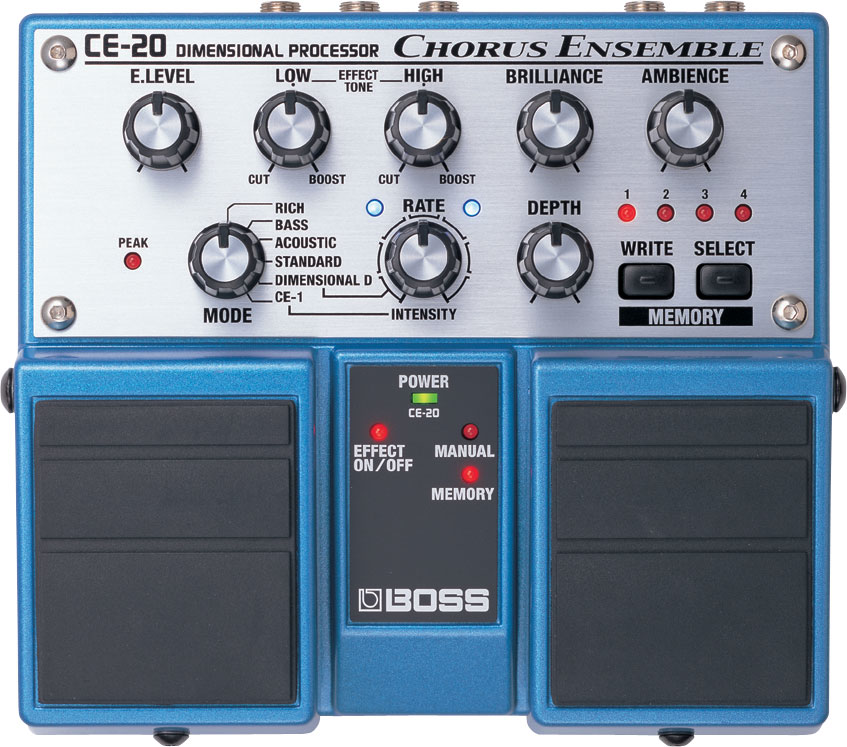 CE-20 DIMENSIONAL PROCESSOR CHORUS ENSEMBLE
E.LEVEL LOW EFFECT TONE HIGH BRILLIANCE AMBIENCE
CUT BOOST CUT BOOST
1 2 3 4
PEAK
RICH
BASS
ACOUSTIC
STANDARD
DIMENSIONAL D
CE-1
MODE
RATE
INTENSITY
DEPTH
WRITE SELECT
MEMORY
POWER
CE-20
EFFECT
ON/OFF
MANUAL
MEMORY
BOSS